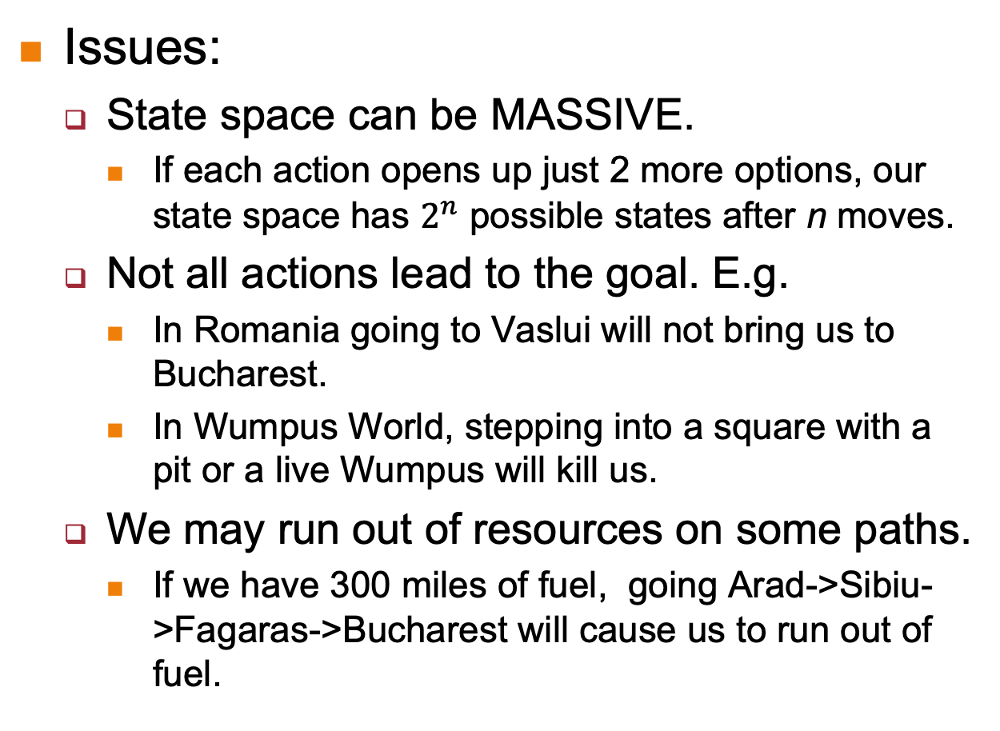 Issues:
State space can be MASSIVE.
If each action opens up just 2 more options, our
state space has 2ⁿ possible states after n moves.
Not all actions lead to the goal. E.g.
In Romania going to Vaslui will not bring us to
Bucharest.
In Wumpus World, stepping into a square with a
pit or a live Wumpus will kill us.
We may run out of resources on some paths.
If we have 300 miles of fuel,  going Arad->Sibiu-
>Fagaras->Bucharest will cause us to run out of
fuel.